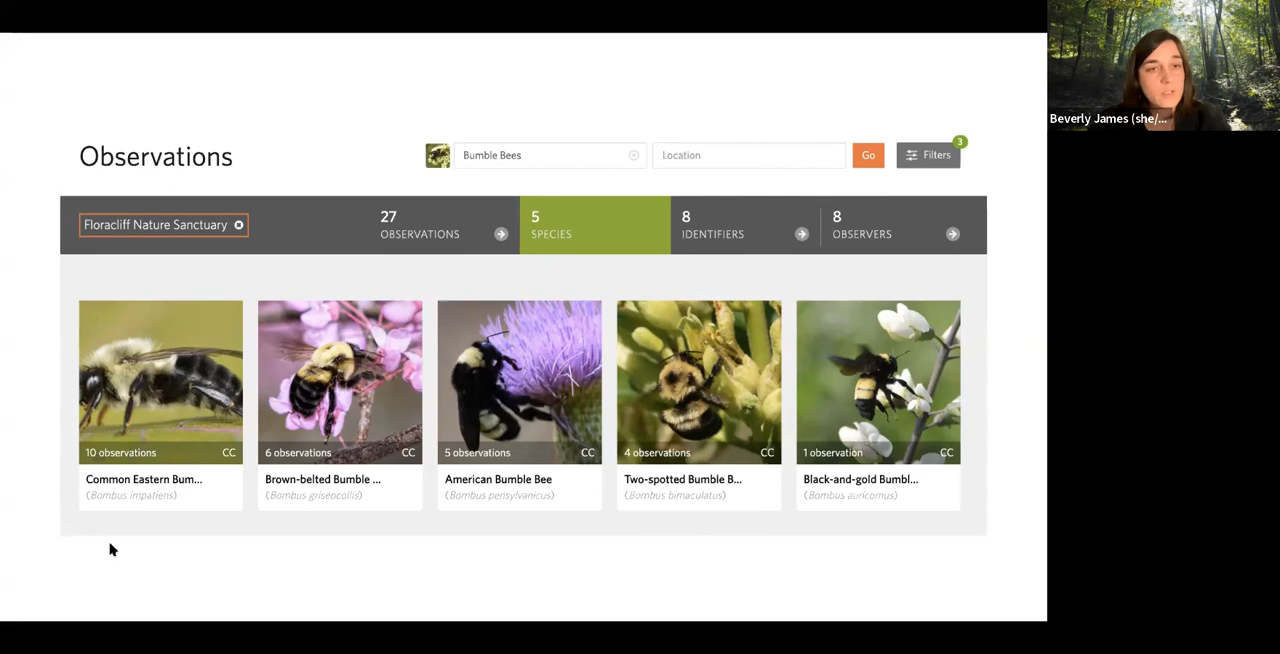 Beverly James (she/...
Observations
Bumble Bees
Location
Go
Filters
3
Floracliff Nature Sanctuary
27
OBSERVATIONS
5
SPECIES
8
IDENTIFIERS
8
OBSERVERS
10 observations
CC
6 observations
CC
5 observations
CC
4 observations
CC
1 observation
CC
Common Eastern Bum...
(Bombus impatiens)
Brown-belted Bumble ...
(Bombus griseocollis)
American Bumble Bee
(Bombus pensylvanicus)
Two-spotted Bumble B...
(Bombus bimaculatus)
Black-and-gold Bumbl...
(Bombus auricomus)